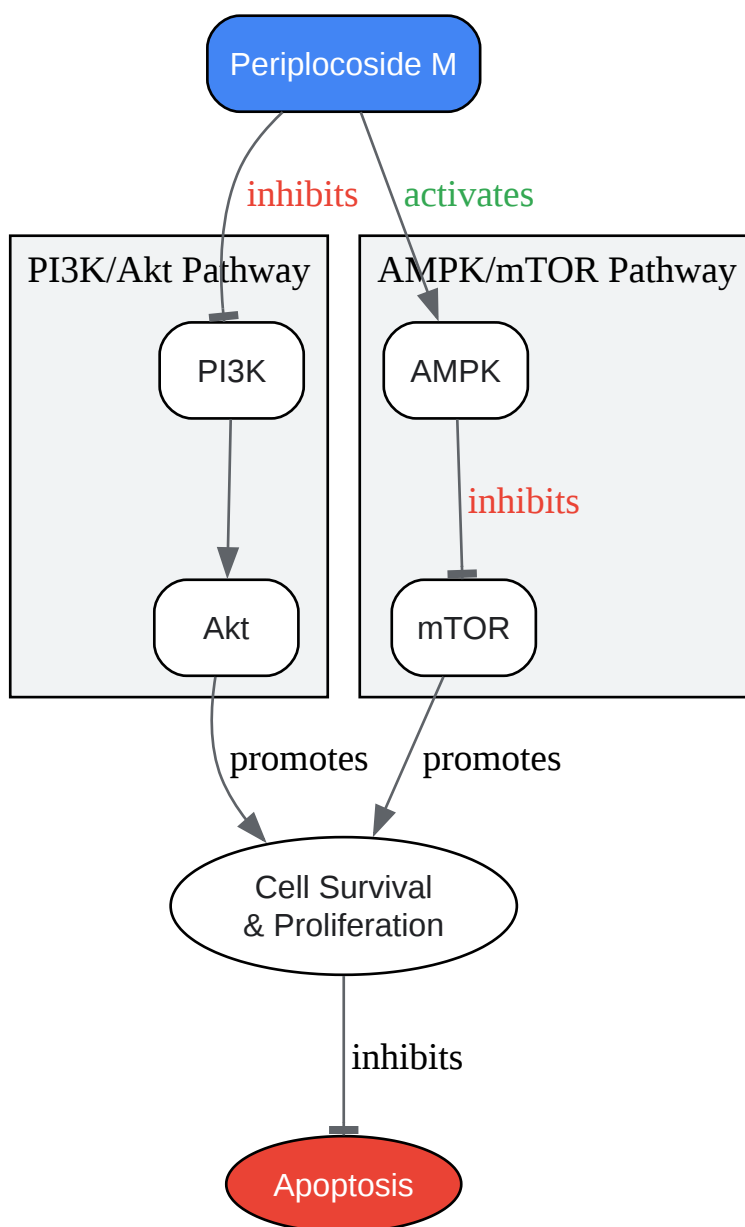 Periplocoside M
inhibits
activates
PI3K/Akt Pathway
AMPK/mTOR Pathway
PI3K
AMPK
inhibits
Akt
mTOR
promotes
promotes
Cell Survival
& Proliferation
inhibits
Apoptosis